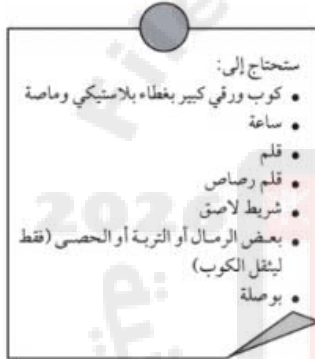 ستحتاج إلى:
• كوب ورقي كبير بغطاء بلاستيكي وماصة
• ساعة
• قلم
• قلم رصاص
• شريط لاصق
• بعض الرمال أو التربة أو الحصى (فقط
ليثقل الكوب)
• بوصلة